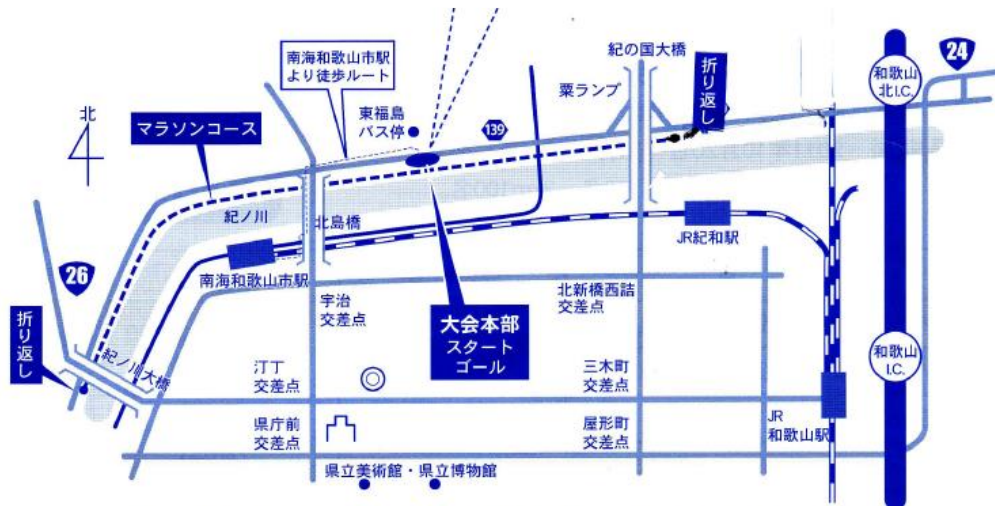 紀の国大橋
南海和歌山市駅
より徒歩ルート
折り返し
和歌山
北I.C.
24
粟ランプ
東福島
バス停
139
北
マラソンコース
紀ノ川
北島橋
JR紀和駅
南海和歌山市駅
26
宇治
交差点
北新橋西詰
交差点
大会本部
スタート
ゴール
折り返し
紀ノ川大橋
汀丁
交差点
三木町
交差点
和歌山
I.C.
県庁前
交差点
屋形町
交差点
JR
和歌山駅
県立美術館・県立博物館